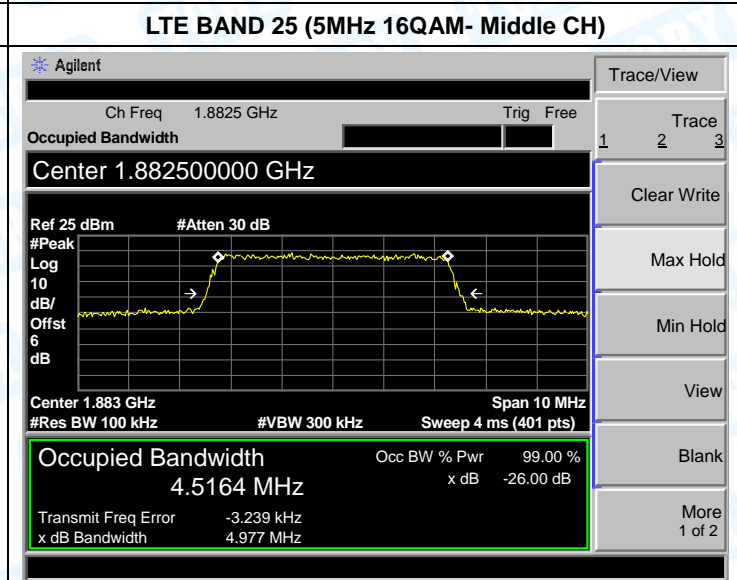 LTE BAND 25 (5MHz 16QAM- Middle CH)
Agilent
Ch Freq 1.8825 GHz Trig Free
Occupied Bandwidth
Center 1.882500000 GHz
Ref 25 dBm #Atten 30 dB
#Peak
Log
10
dB/
Offst
6
dB
Center 1.883 GHz Span 10 MHz
#Res BW 100 kHz #VBW 300 kHz Sweep 4 ms (401 pts)
Occupied Bandwidth Occ BW % Pwr 99.00 %
4.5164 MHz x dB -26.00 dB
Transmit Freq Error -3.239 kHz
x dB Bandwidth 4.977 MHz
Trace/View
Trace
1 2 3
Clear Write
Max Hold
Min Hold
View
Blank
More
1 of 2